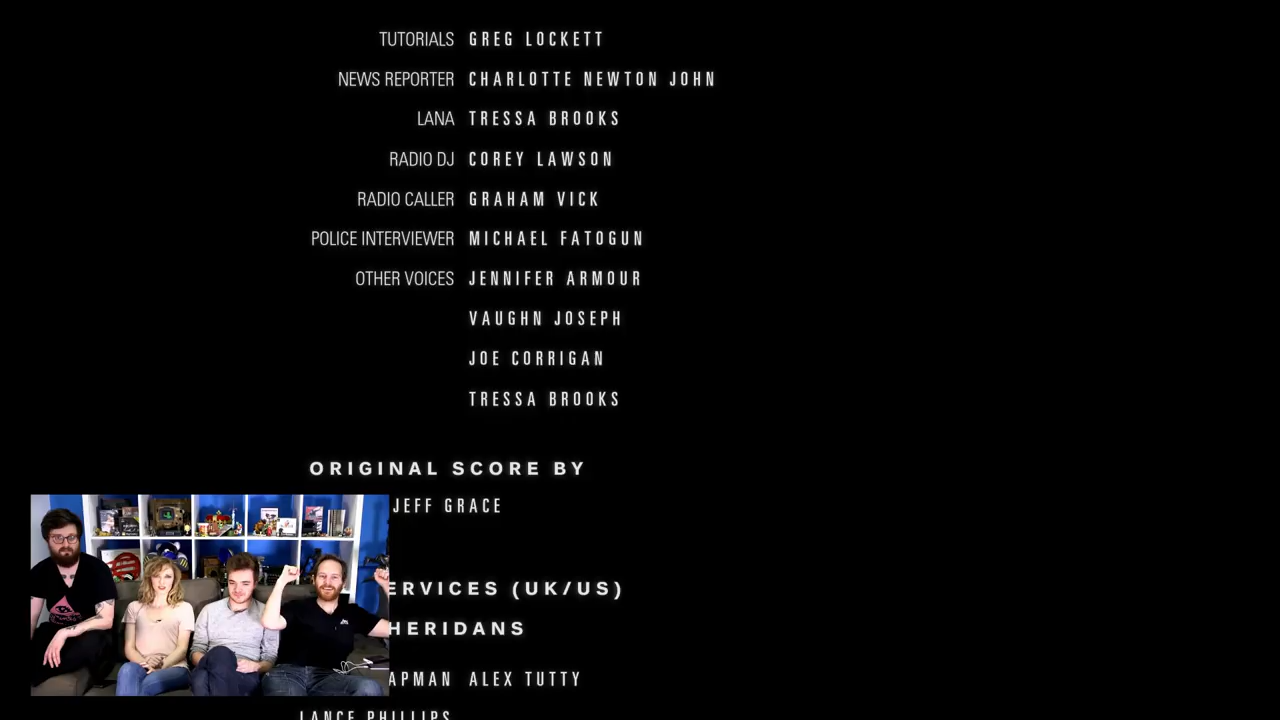 TUTORIALS GREG LOCKETT
NEWS REPORTER CHARLOTTE NEWTON JOHN
LANA TRESSA BROOKS
RADIO DJ COREY LAWSON
RADIO CALLER GRAHAM VICK
POLICE INTERVIEWER MICHAEL FATOGUN
OTHER VOICES JENNIFER ARMOUR
VAUGHN JOSEPH
JOE CORRIGAN
TRESSA BROOKS
ORIGINAL SCORE BY
JEFF GRACE
ERVICES (UK/US)
HERIDANS
APMAN ALEX TUTTY
LANCE PHILLIPS